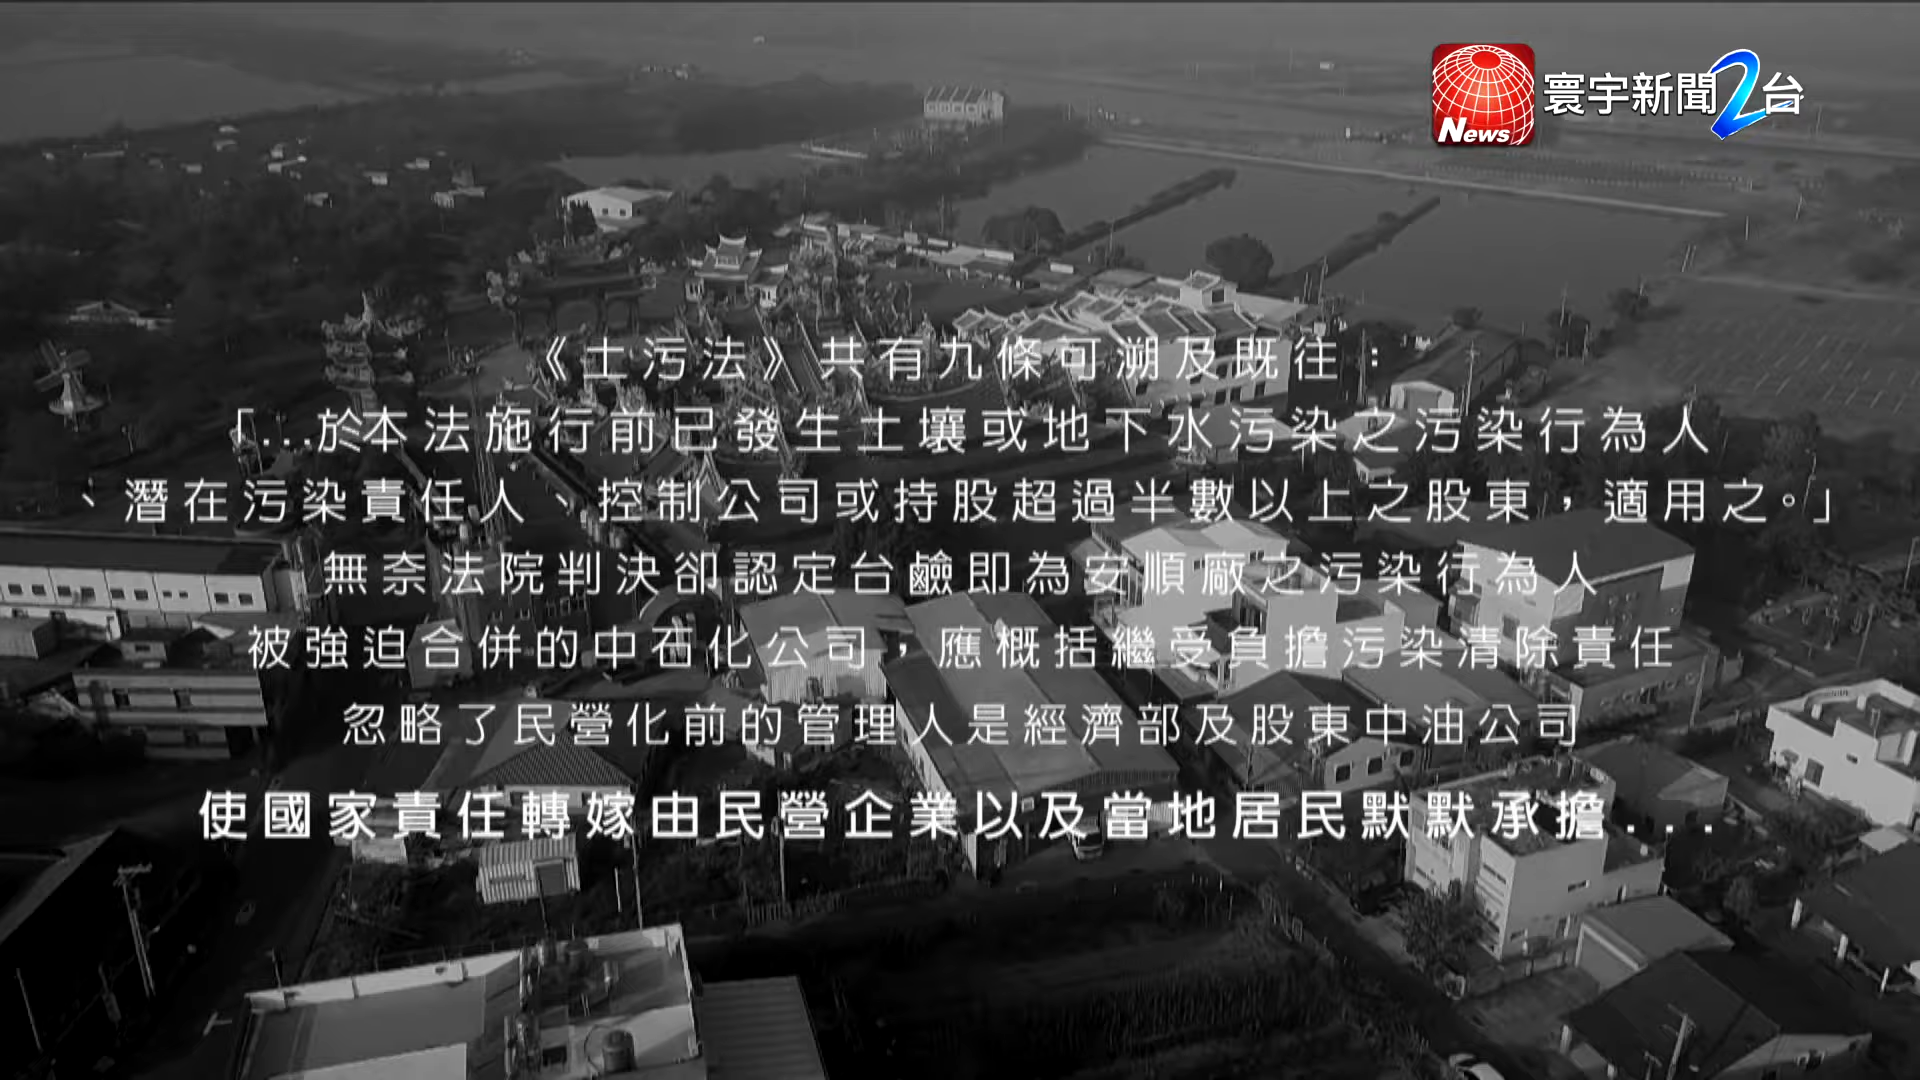 News 寰宇新聞2台
《土污法》共有九條可溯及既往：
「...於本法施行前已發生土壤或地下水污染之污染行為人
、潛在污染責任人、控制公司或持股超過半數以上之股東，適用之。」
無奈法院判決卻認定台鹼即為安順廠之污染行為人
被強迫合併的中石化公司，應概括繼受負擔污染清除責任
忽略了民營化前的管理人是經濟部及股東中油公司
使國家責任轉嫁由民營企業以及當地居民默默承擔...